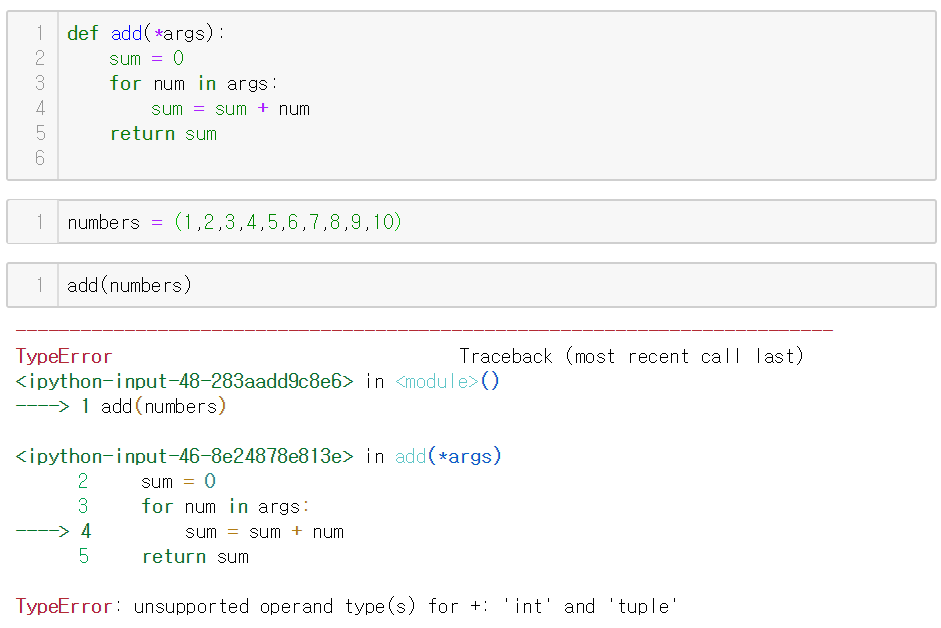 1 def add(*args):
2     sum = 0
3     for num in args:
4         sum = sum + num
5     return sum
6
1 numbers = (1,2,3,4,5,6,7,8,9,10)
1 add(numbers)
---------------------------------------------------------------------------
TypeError                                 Traceback (most recent call last)
<ipython-input-48-283aadd9c8e6> in <module>()
----> 1 add(numbers)
<ipython-input-46-8e24878e813e> in add(*args)
      2     sum = 0
      3     for num in args:
----> 4         sum = sum + num
      5     return sum
TypeError: unsupported operand type(s) for +: 'int' and 'tuple'